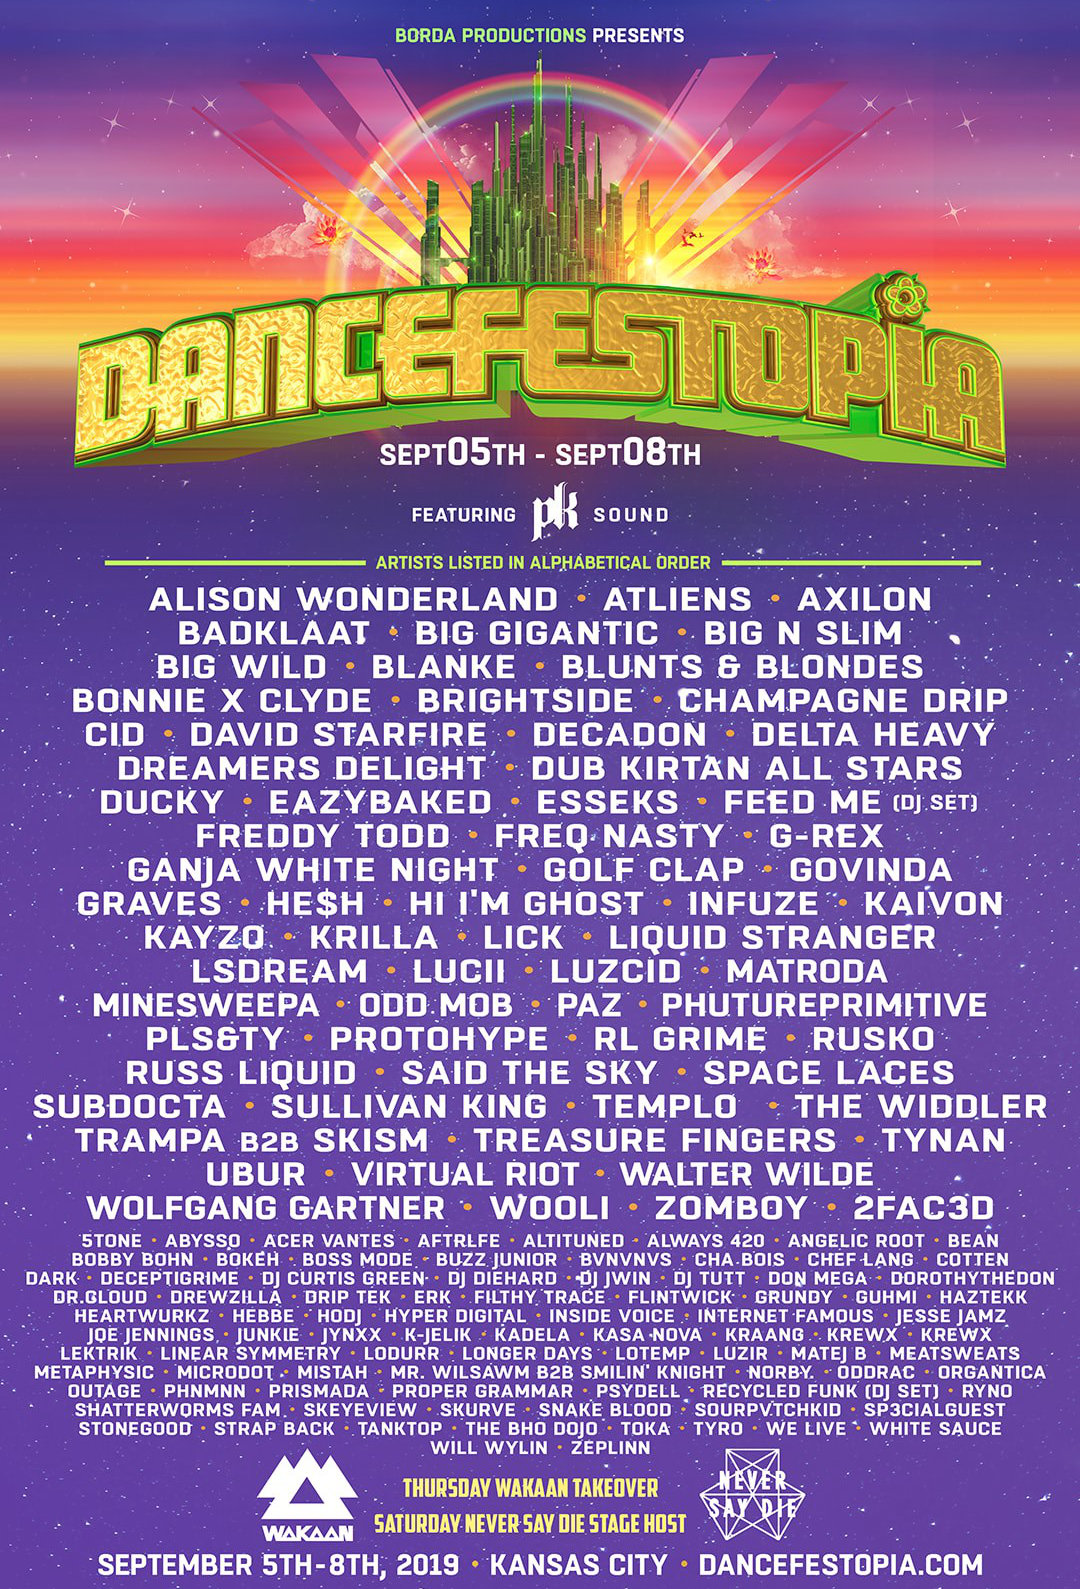 BORDA PRODUCTIONS PRESENTS
DANCEFESTOPIA
SEPT05TH - SEPT08TH
FEATURING pk SOUND
ARTISTS LISTED IN ALPHABETICAL ORDER
ALISON WONDERLAND • ATLIENS • AXILON
BADKLAAT • BIG GIGANTIC • BIG N SLIM
BIG WILD • BLANKE • BLUNTS & BLONDES
BONNIE X CLYDE • BRIGHTSIDE • CHAMPAGNE DRIP
CID • DAVID STARFIRE • DECADON • DELTA HEAVY
DREAMERS DELIGHT • DUB KIRTAN ALL STARS
DUCKY • EAZYBAKED • ESSEKS • FEED ME (DJ SET)
FREDDY TODD • FREQ NASTY • G-REX
GANJA WHITE NIGHT • GOLF CLAP • GOVINDA
GRAVES • HE$H • HI I'M GHOST • INFUZE • KAIVON
KAYZO • KRILLA • LICK • LIQUID STRANGER
LSDREAM • LUCII • LUZCID • MATRODA
MINESWEEPA • ODD MOB • PAZ • PHUTUREPRIMITIVE
PLS&TY • PROTOHYPE • RL GRIME • RUSKO
RUSS LIQUID • SAID THE SKY • SPACE LACES
SUBDOCTA • SULLIVAN KING • TEMPLO • THE WIDDLER
TRAMPA B2B SKISM • TREASURE FINGERS • TYNAN
UBUR • VIRTUAL RIOT • WALTER WILDE
WOLFGANG GARTNER • WOOLI • ZOMBOY • 2FAC3D
5TONE • ABYSSO • ACER VANTES • AFTRLFE • ALTITUNED • ALWAYS 420 • ANGELIC ROOT • BEAN
BOBBY BOHN • BOKEH • BOSS MODE • BUZZ JUNIOR • BVNVNVS • CHA BOIS • CHEF LANG • COTTEN
DARK • DECEPTIGRIME • DJ CURTIS GREEN • DJ DIEHARD • DJ JWIN • DJ TUTT • DON MEGA • DOROTHYTHEDON
DR.GLOUD • DREWZILLA • DRIP TEK • ERK • FILTHY TRACE • FLINTWICK • GRUNDY • GUHMI • HAZTEKK
HEARTWURKZ • HEBBE • HODJ • HYPER DIGITAL • INSIDE VOICE • INTERNET FAMOUS • JESSE JAMZ
JOE JENNINGS • JUNKIE • JYNXX • K-JELIK • KADELA • KASA NOVA • KRAANG • KREWX • KREWX
LEKTRIK • LINEAR SYMMETRY • LODURR • LONGER DAYS • LOTEMP • LUZIR • MATEJ B • MEATSWEATS
METAPHYSIC • MICRODOT • MISTAH • MR. WILSAWM B2B SMILIN' KNIGHT • NORBY. • ODDRAC • ORGANTICA
OUTAGE • PHNMNN • PRISMADA • PROPER GRAMMAR • PSYDELL • RECYCLED FUNK (DJ SET) • RYNO
SHATTERWORMS FAM • SKEYEVIEW • SKURVE • SNAKE BLOOD • SOURPVTCHKID • SP3CIALGUEST
STONEGOOD • STRAP BACK • TANKTOP • THE BHO DOJO • TOKA • TYRO • WE LIVE • WHITE SAUCE
WILL WYLIN • ZEPLINN
WAKAAN
THURSDAY WAKAAN TAKEOVER
SATURDAY NEVER SAY DIE STAGE HOST
NEVER
SAY DIE
SEPTEMBER 5TH-8TH, 2019 • KANSAS CITY • DANCEFESTOPIA.COM